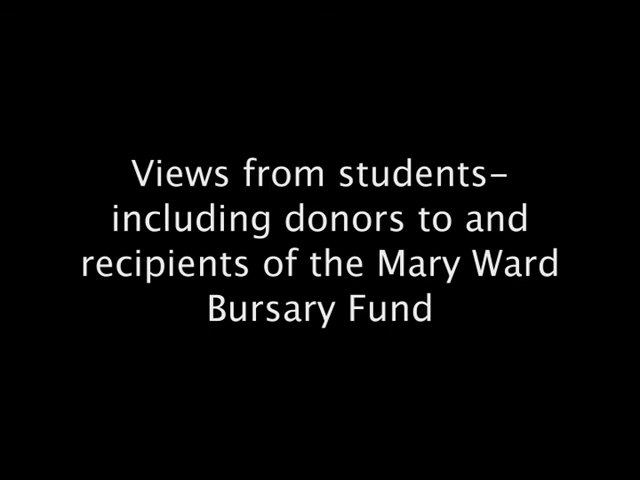 Views from students-
including donors to and
recipients of the Mary Ward
Bursary Fund